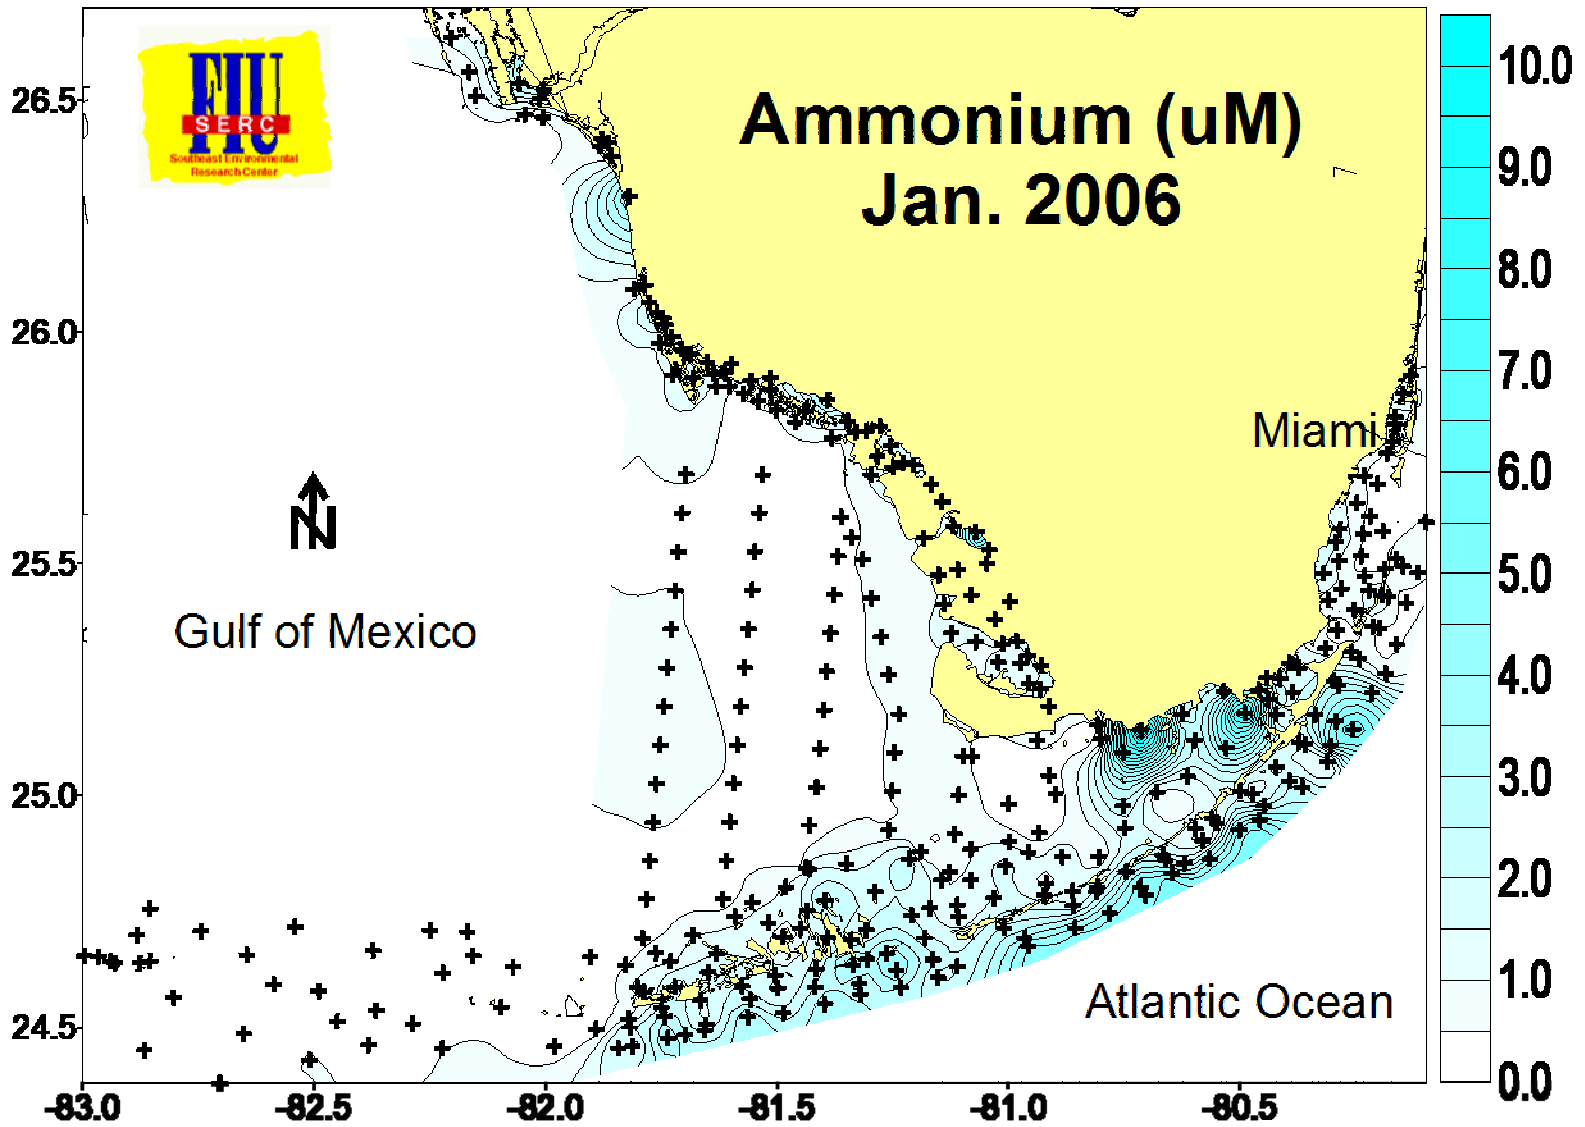 FIU
SERC
Southeast Environmental
Research Center
Ammonium (uM)
Jan. 2006
Miami
N
Gulf of Mexico
Atlantic Ocean
26.5
26.0
25.5
25.0
24.5
-83.0
-82.5
-82.0
-81.5
-81.0
-80.5
10.0
9.0
8.0
7.0
6.0
5.0
4.0
3.0
2.0
1.0
0.0